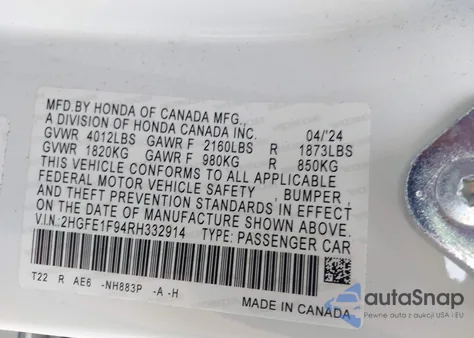 MFD.BY HONDA OF CANADA MFG.,
A DIVISION OF HONDA CANADA INC. 04/'24
GVWR 4012LBS GAWR F 2160LBS R 1873LBS
GVWR 1820KG GAWR F 980KG R 850KG
THIS VEHICLE CONFORMS TO ALL APPLICABLE
FEDERAL MOTOR VEHICLE SAFETY , BUMPER ,
AND THEFT PREVENTION STANDARDS IN EFFECT
ON THE DATE OF MANUFACTURE SHOWN ABOVE.
V.I.N: 2HGFE1F94RH332914 TYPE: PASSENGER CAR
T22 R AE6 -NH883P -A -H
MADE IN CANADA
autoSnap
Pewne auta z aukcji USA i EU